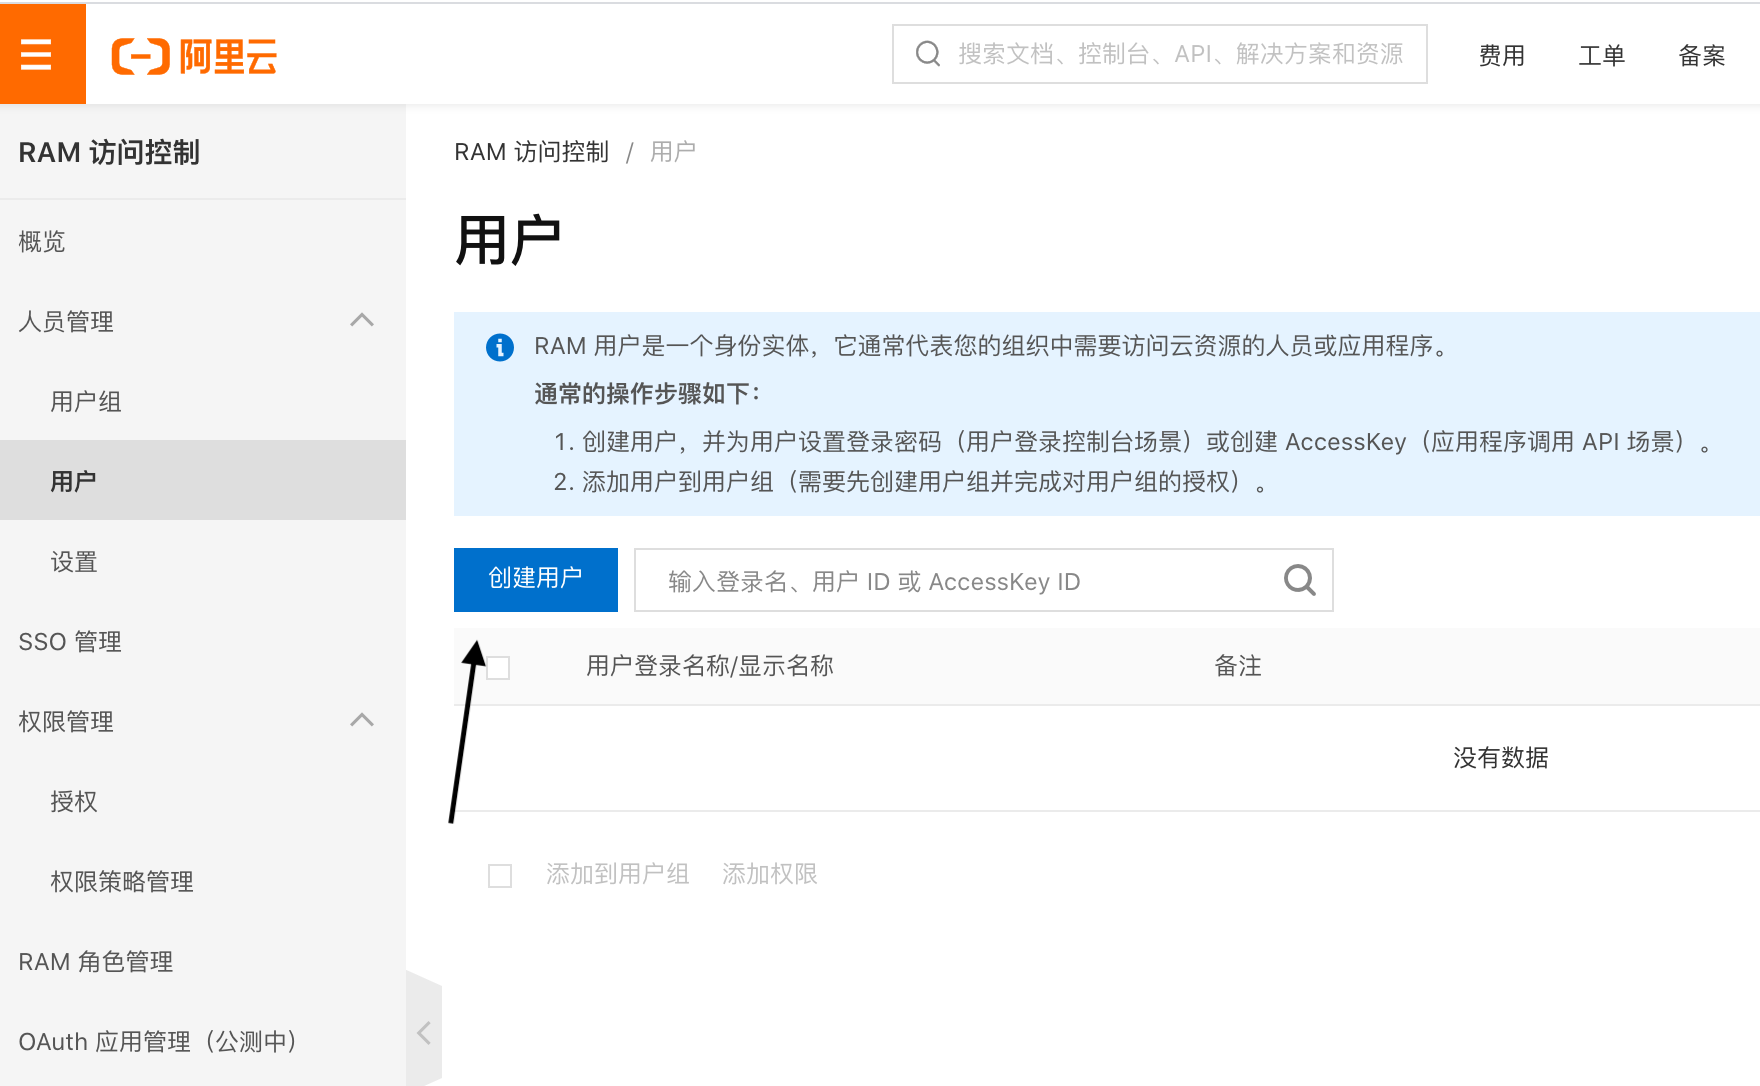 阿里云
搜索文档、控制台、API、解决方案和资源
费用
工单
备案
RAM 访问控制
概览
人员管理
用户组
用户
设置
SSO 管理
权限管理
授权
权限策略管理
RAM 角色管理
OAuth 应用管理（公测中）
RAM 访问控制 / 用户
用户
RAM 用户是一个身份实体，它通常代表您的组织中需要访问云资源的人员或应用程序。
通常的操作步骤如下：
1. 创建用户，并为用户设置登录密码（用户登录控制台场景）或创建 AccessKey（应用程序调用 API 场景）。
2. 添加用户到用户组（需要先创建用户组并完成对用户组的授权）。
创建用户
输入登录名、用户 ID 或 AccessKey ID
用户登录名称/显示名称
备注
没有数据
添加到用户组
添加权限